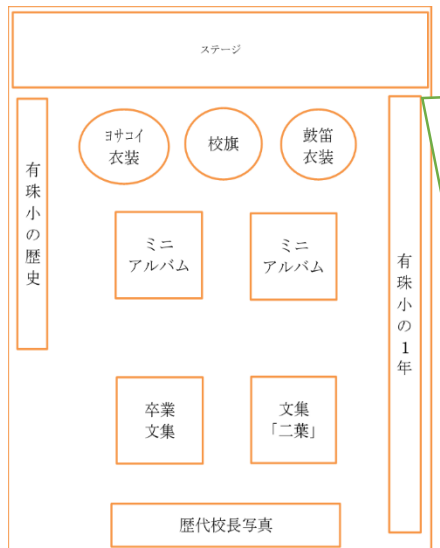 ステージ
ヨサコイ
衣装
校旗
鼓笛
衣装
有珠小の歴史
ミニ
アルバム
ミニ
アルバム
有珠小の1年
卒業
文集
文集
「二葉」
歴代校長写真